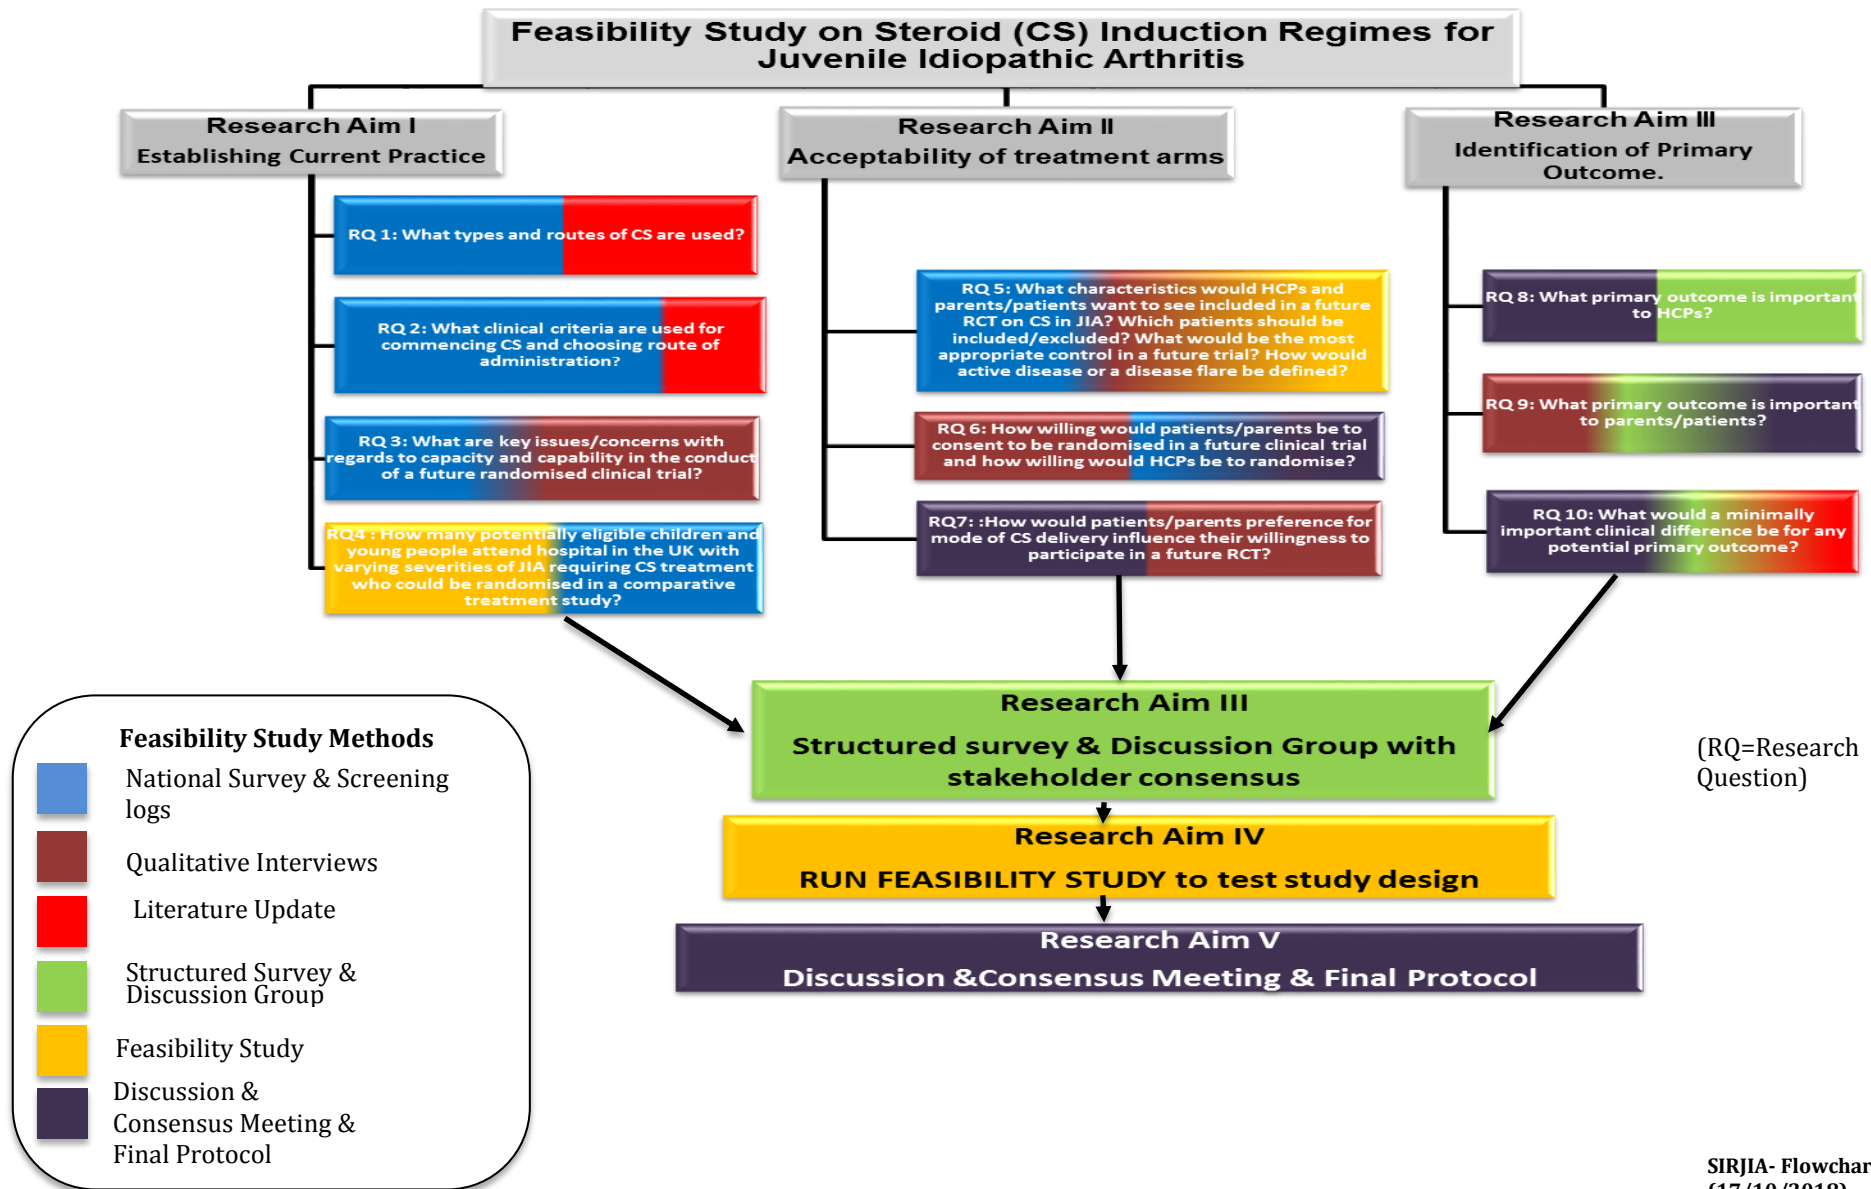 Feasibility Study on Steroid (CS) Induction Regimes for
Juvenile Idiopathic Arthritis
Research Aim I
Establishing Current Practice
RQ 1: What types and routes of CS are used?
RQ 2: What clinical criteria are used for
commencing CS and choosing route of
administration?
RQ 3: What are key issues/concerns with
regards to capacity and capability in the conduct
of a future randomised clinical trial?
RQ4 : How many potentially eligible children and
young people attend hospital in the UK with
varying severities of JIA requiring CS treatment
who could be randomised in a comparative
treatment study?
Research Aim II
Acceptability of treatment arms
RQ 5: What characteristics would HCPs and
parents/patients want to see included in a future
RCT on CS in JIA? Which patients should be
included/excluded? What would be the most
appropriate control in a future trial? How would
active disease or a disease flare be defined?
RQ 6: How willing would patients/parents be to
consent to be randomised in a future clinical trial
and how willing would HCPs be to randomise?
RQ7: :How would patients/parents preference for
mode of CS delivery influence their willingness to
participate in a future RCT?
Research Aim III
Identification of Primary
Outcome.
RQ 8: What primary outcome is important
to HCPs?
RQ 9: What primary outcome is important
to parents/patients?
RQ 10: What would a minimally
important clinical difference be for any
potential primary outcome?
Research Aim III
Structured survey & Discussion Group with
stakeholder consensus
Research Aim IV
RUN FEASIBILITY STUDY to test study design
Research Aim V
Discussion &Consensus Meeting & Final Protocol
(RQ=Research
Question)
Feasibility Study Methods
National Survey & Screening
logs
Qualitative Interviews
Literature Update
Structured Survey &
Discussion Group
Feasibility Study
Discussion &
Consensus Meeting &
Final Protocol
SIRJIA- Flowchar
(17/10/2018)